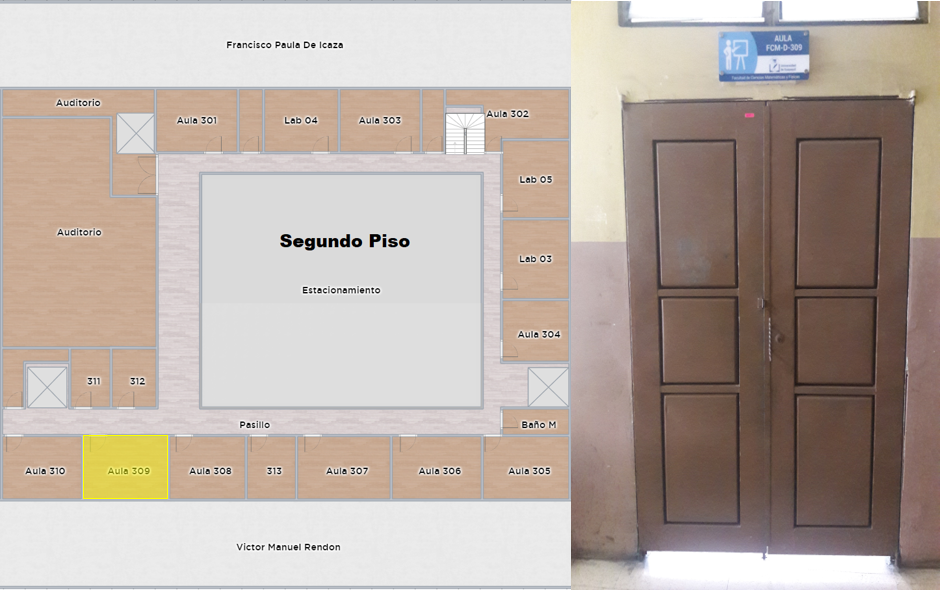 Francisco Paula De Icaza
Auditorio
Aula 301
Lab 04
Aula 303
Aula 302
Lab 05
Auditorio
Segundo Piso
Lab 03
Estacionamiento
Aula 304
311
312
Pasillo
Baño M
Aula 310
Aula 309
Aula 308
313
Aula 307
Aula 306
Aula 305
Víctor Manuel Rendon
AULA
FCM-D-309
Facultad de Ciencias Matemáticas y Físicas